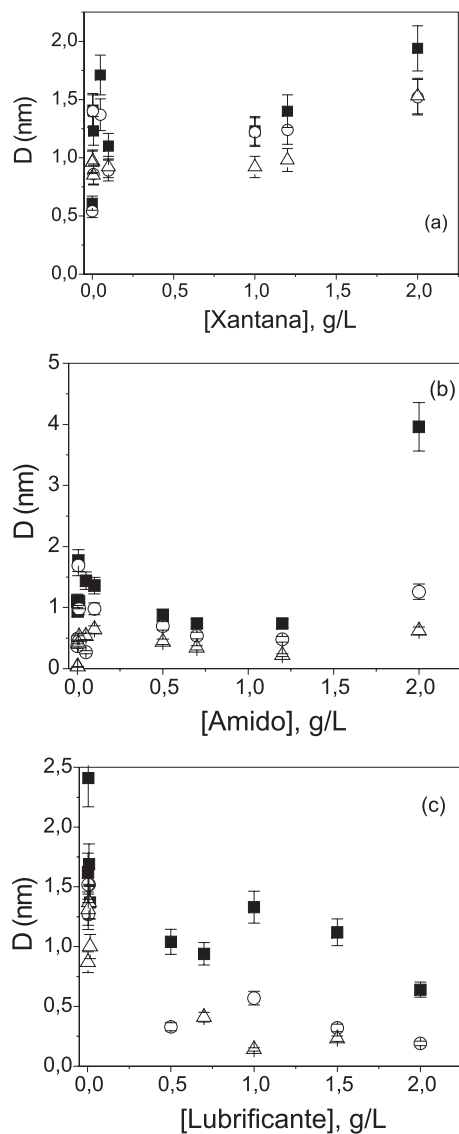 2,0
1,5
1,0
0,5
0,0
D (nm)
(a)
0,0 0,5 1,0 1,5 2,0
[Xantana], g/L
5
4
3
2
1
0
D (nm)
(b)
0,0 0,5 1,0 1,5 2,0
[Amido], g/L
2,5
2,0
1,5
1,0
0,5
0,0
D (nm)
(c)
0,0 0,5 1,0 1,5 2,0
[Lubrificante], g/L